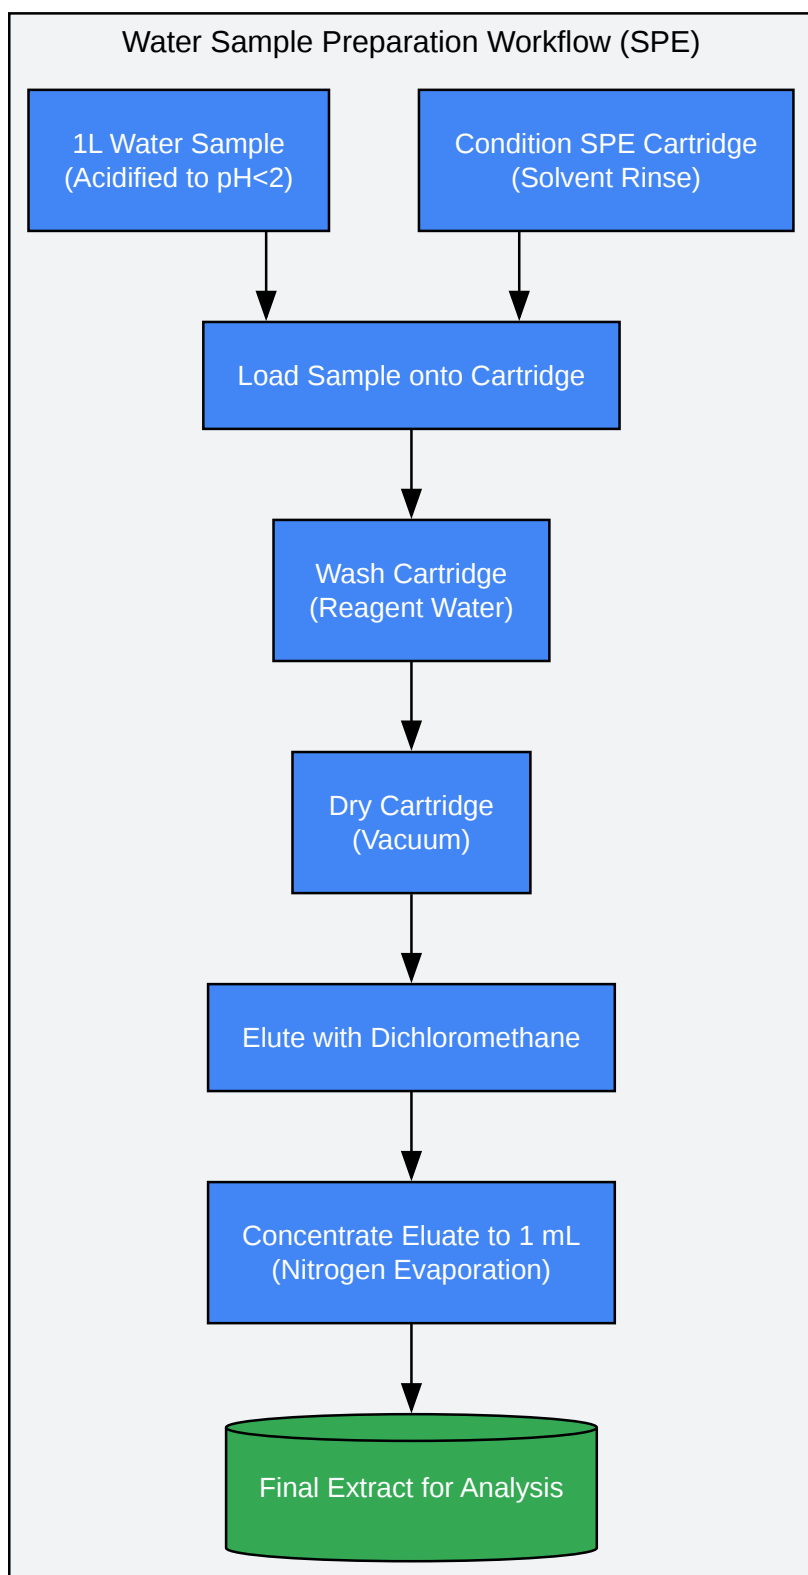 Water Sample Preparation Workflow (SPE)
1L Water Sample
(Acidified to pH<2)
Condition SPE Cartridge
(Solvent Rinse)
Load Sample onto Cartridge
Wash Cartridge
(Reagent Water)
Dry Cartridge
(Vacuum)
Elute with Dichloromethane
Concentrate Eluate to 1 mL
(Nitrogen Evaporation)
Final Extract for Analysis